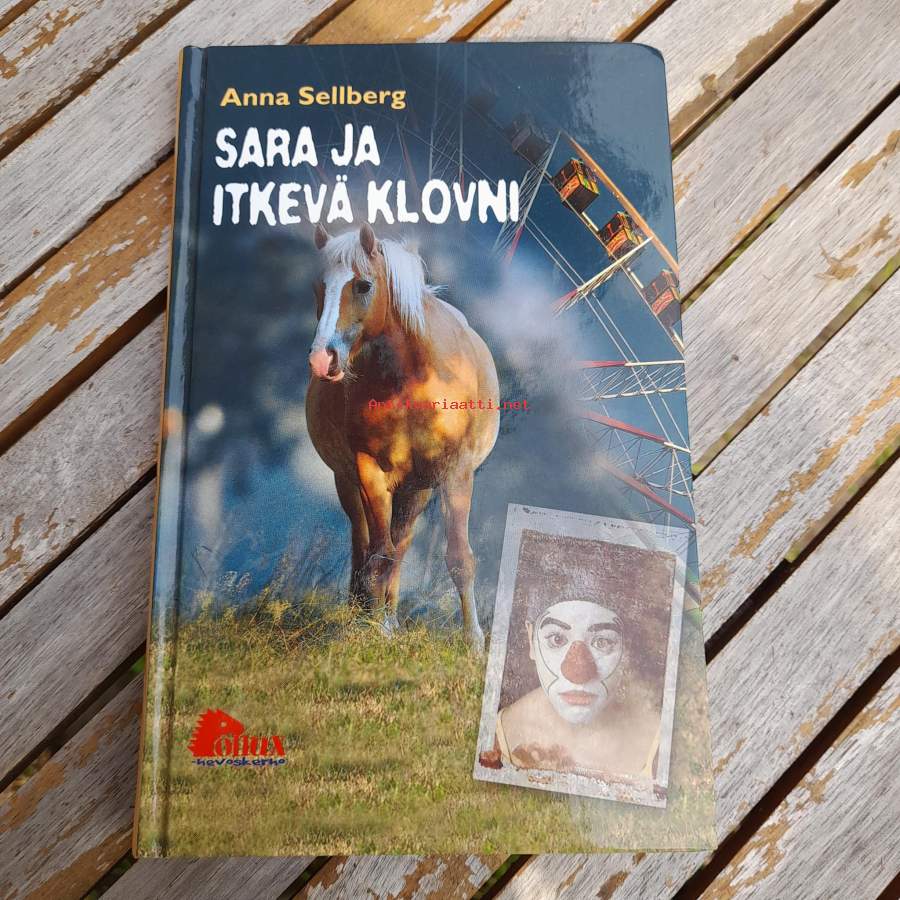 Anna Sellberg
SARA JA
ITKEVÄ KLOVNI
Antikvariaatti.net
Pollux
-hevoskerho